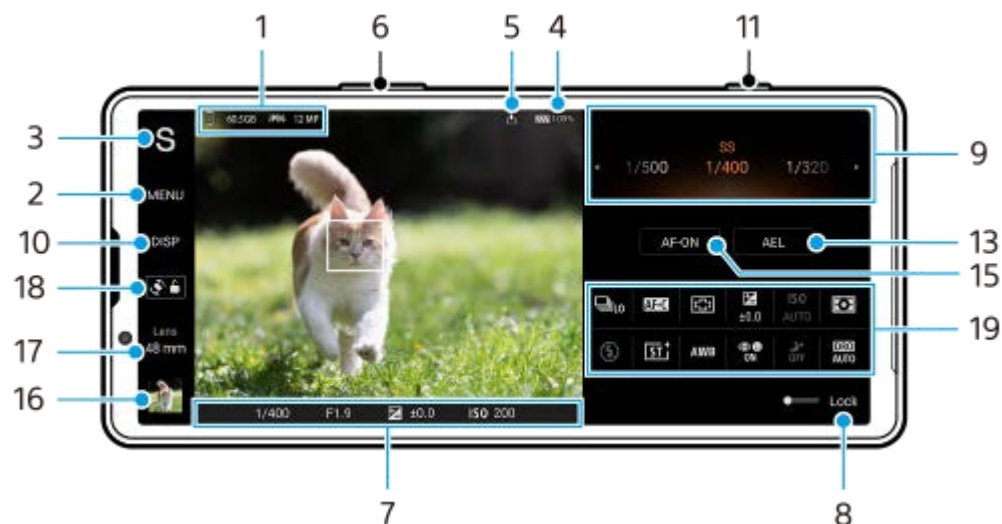 1 6 5 4 11
60.5GB 12 MP 100%
3 S
SS
1/500 1/400 1/320
9
2 MENU
10 DISP
AF-ON AEL
13
15
18
LO AF-C ±0.0 ISO AUTO
19
Lens
17 48 mm
S ST AWB ON OFF AUTO
16
Lock
1/400 F1.9 ±0.0 ISO 200
7 8